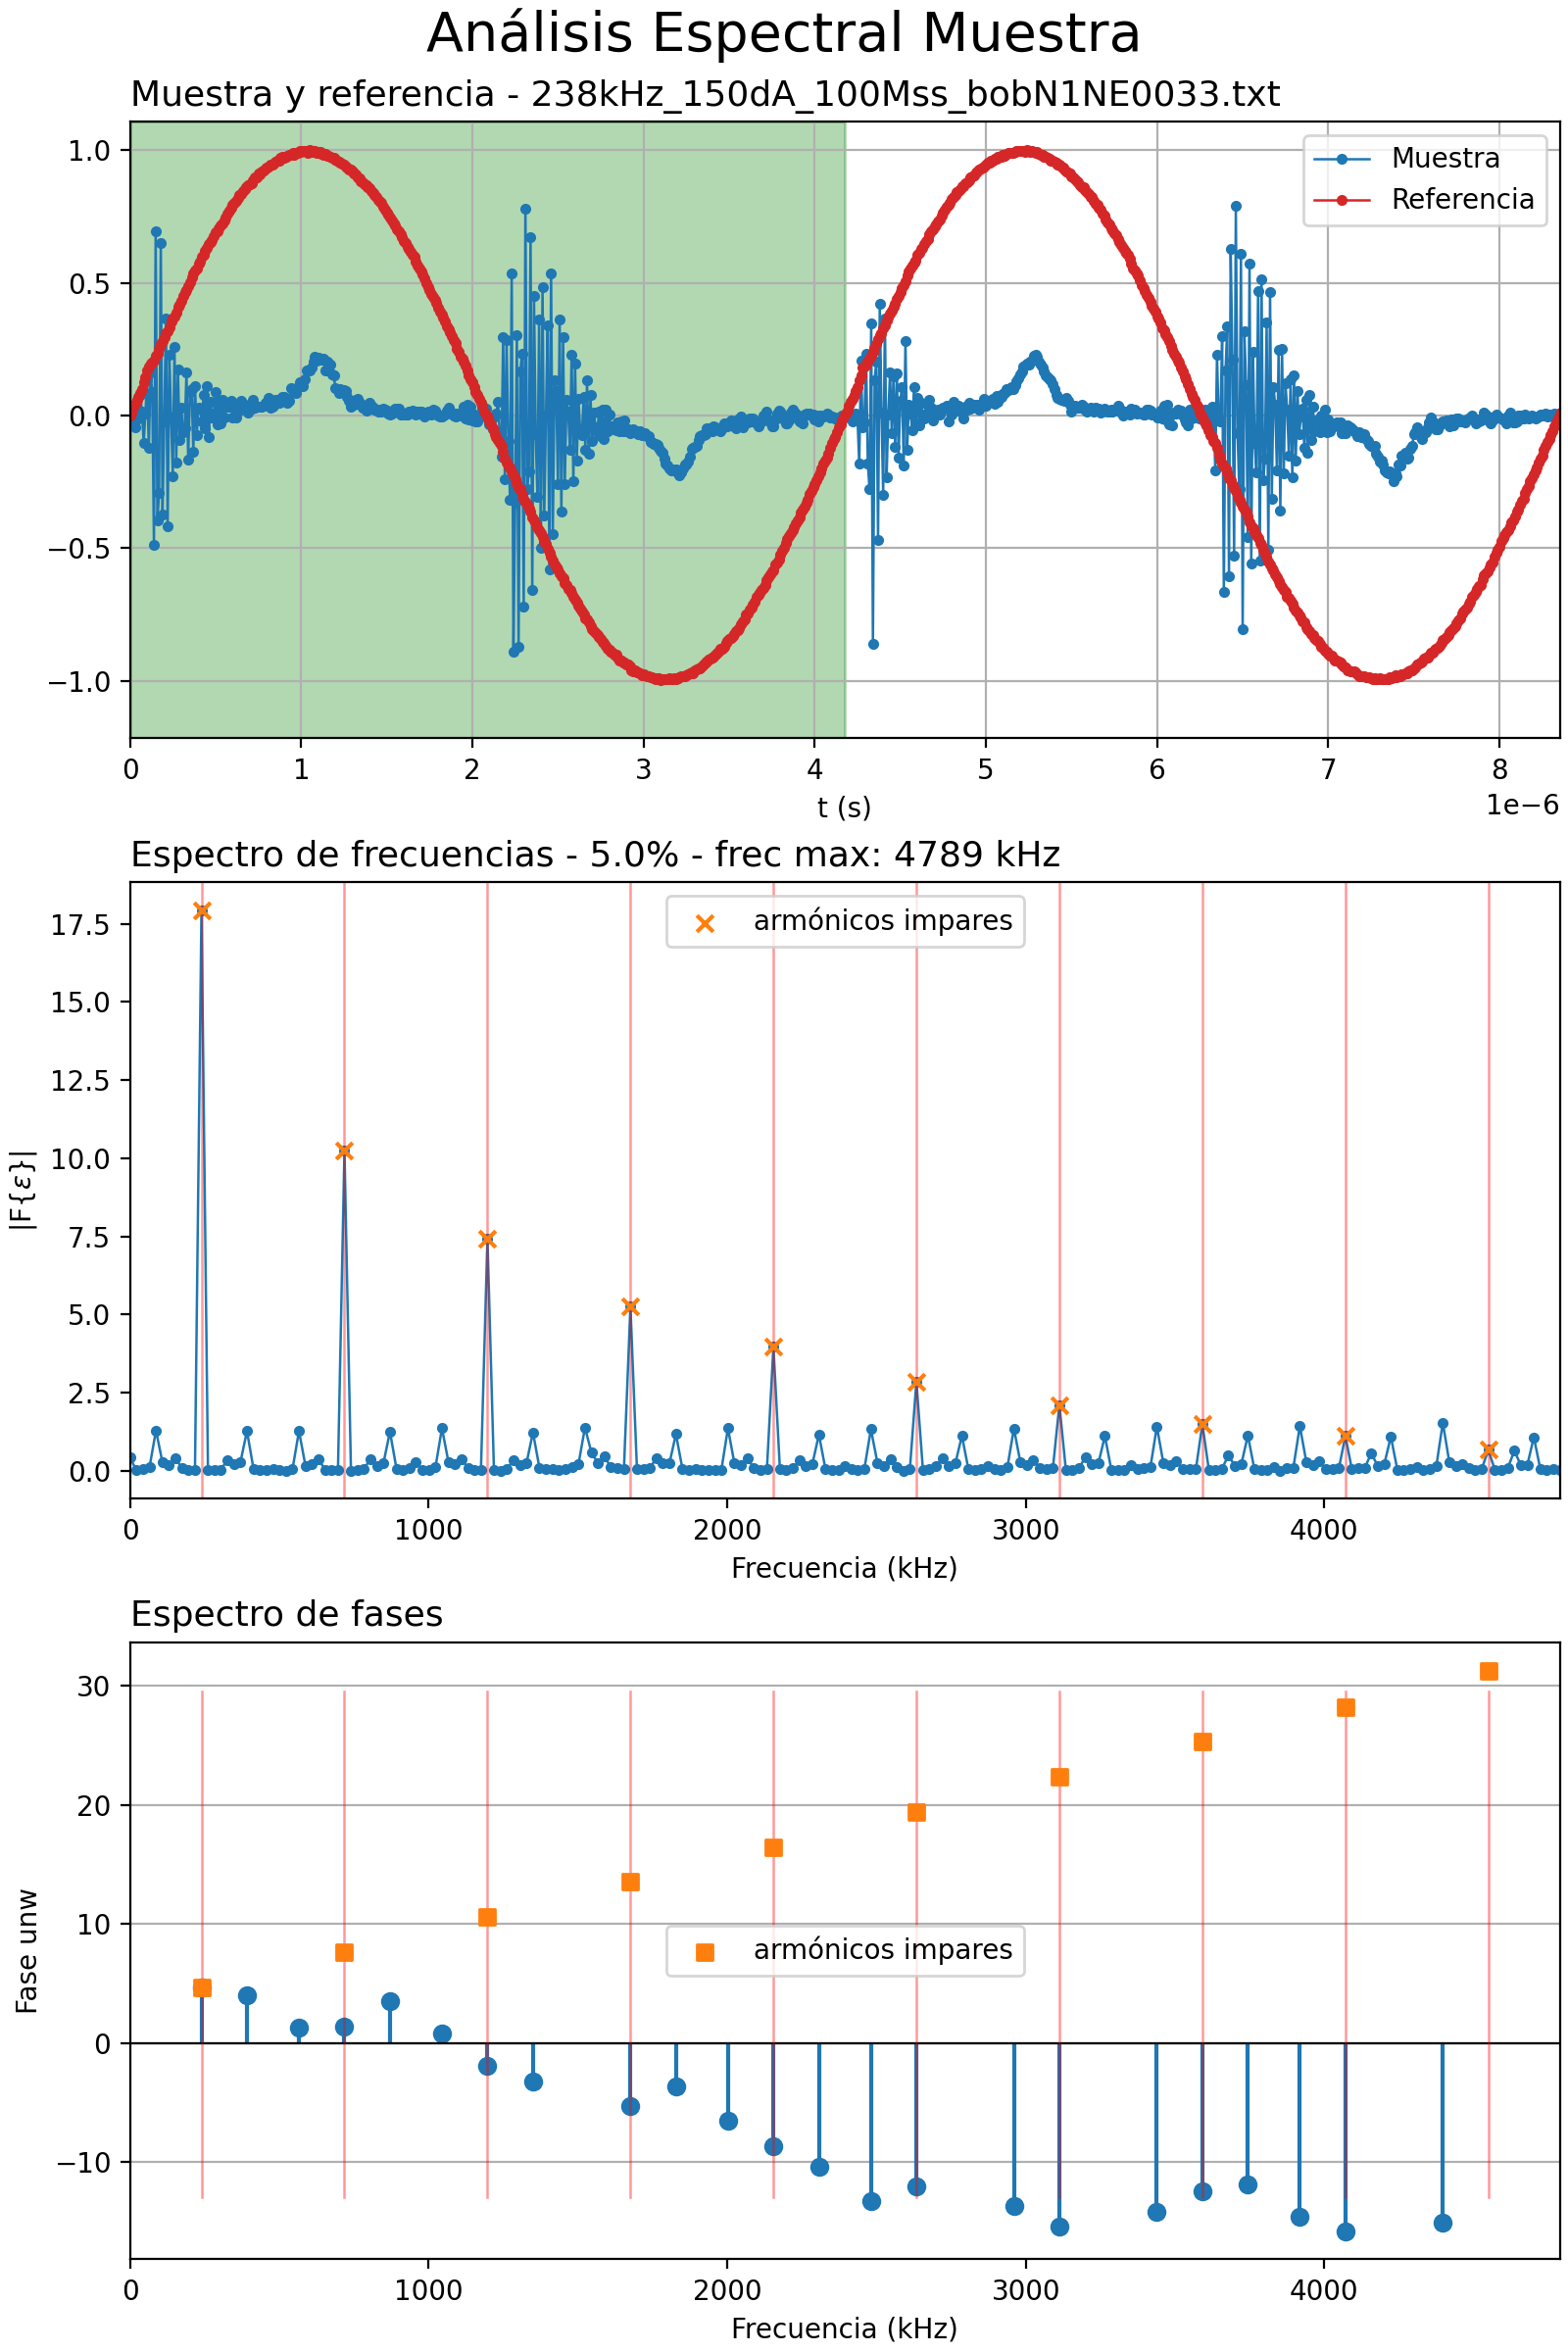 Análisis Espectral Muestra
Muestra y referencia - 238kHz_150dA_100Mss_bobN1NE0033.txt
1.0
0.5
0.0
−0.5
−1.0
Muestra
Referencia
0 1 2 3 4 5 6 7 8
1e−6
t (s)
Espectro de frecuencias - 5.0% - frec max: 4789 kHz
17.5
15.0
12.5
10.0
7.5
5.0
2.5
0.0
|F{ε}|
armónicos impares
0 1000 2000 3000 4000
Frecuencia (kHz)
Espectro de fases
30
20
10
0
−10
Fase unw
armónicos impares
0 1000 2000 3000 4000
Frecuencia (kHz)